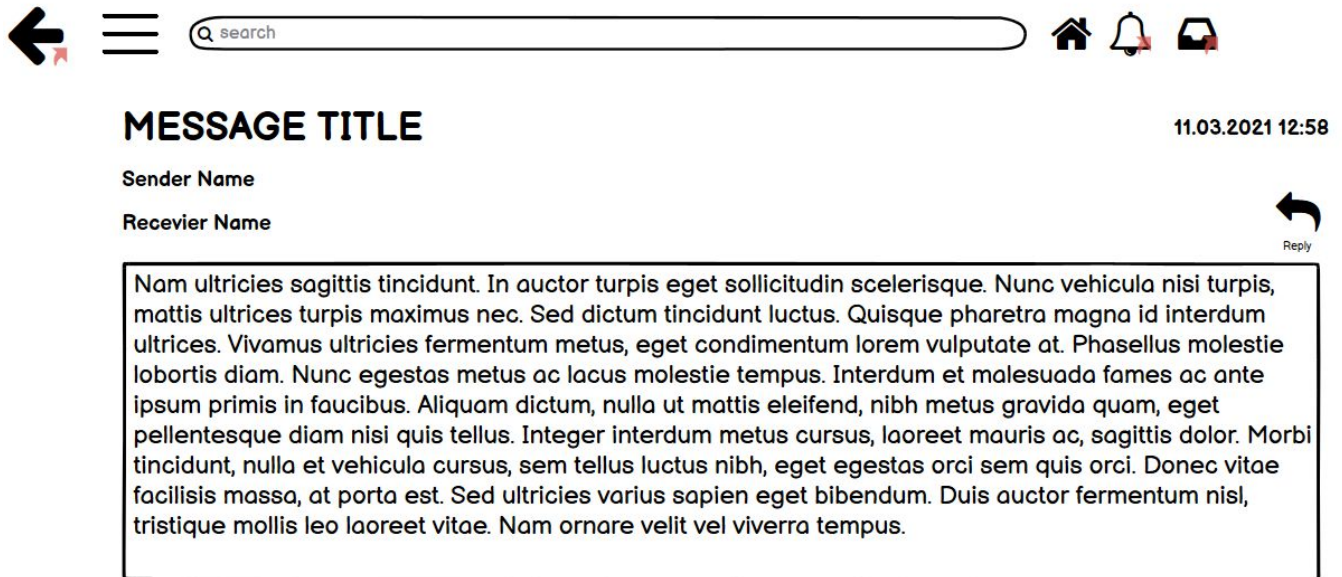 search
MESSAGE TITLE
11.03.2021 12:58
Sender Name
Recevier Name
Reply
Nam ultricies sagittis tincidunt. In auctor turpis eget sollicitudin scelerisque. Nunc vehicula nisi turpis,
mattis ultrices turpis maximus nec. Sed dictum tincidunt luctus. Quisque pharetra magna id interdum
ultrices. Vivamus ultricies fermentum metus, eget condimentum lorem vulputate at. Phasellus molestie
lobortis diam. Nunc egestas metus ac lacus molestie tempus. Interdum et malesuada fames ac ante
ipsum primis in faucibus. Aliquam dictum, nulla ut mattis eleifend, nibh metus gravida quam, eget
pellentesque diam nisi quis tellus. Integer interdum metus cursus, laoreet mauris ac, sagittis dolor. Morbi
tincidunt, nulla et vehicula cursus, sem tellus luctus nibh, eget egestas orci sem quis orci. Donec vitae
facilisis massa, at porta est. Sed ultricies varius sapien eget bibendum. Duis auctor fermentum nisl,
tristique mollis leo laoreet vitae. Nam ornare velit vel viverra tempus.